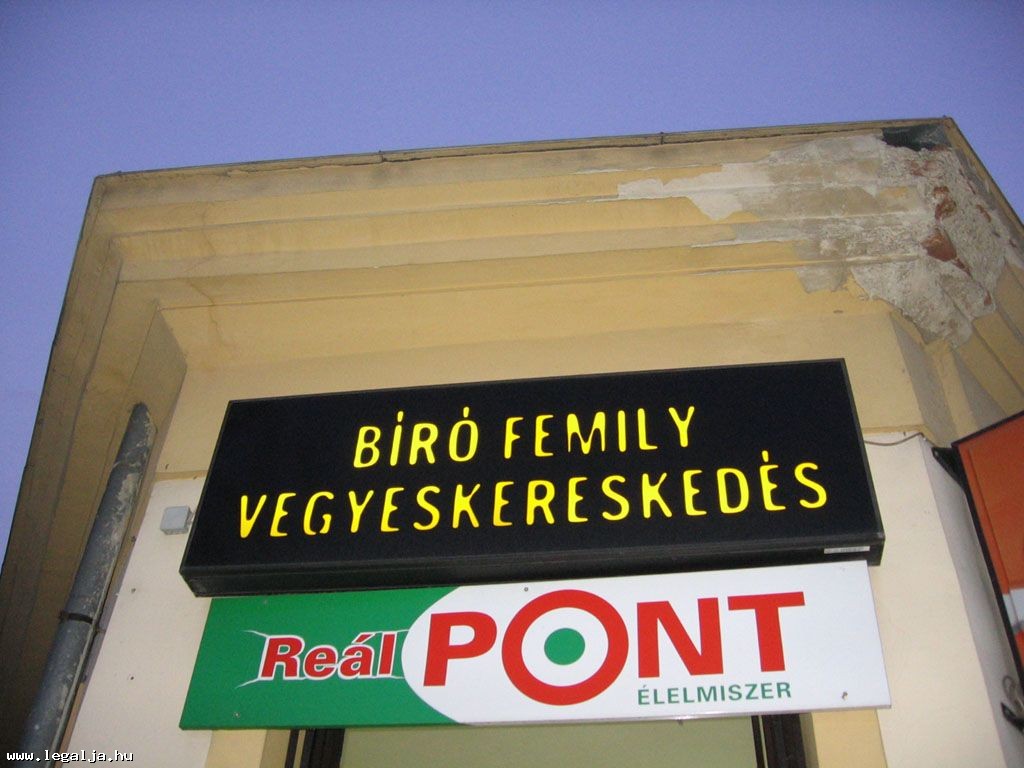 BÍRÓ FEMILY
VEGYESKERESKEDÉS
Reál PONT
ÉLELMISZER
www.legalja.hu